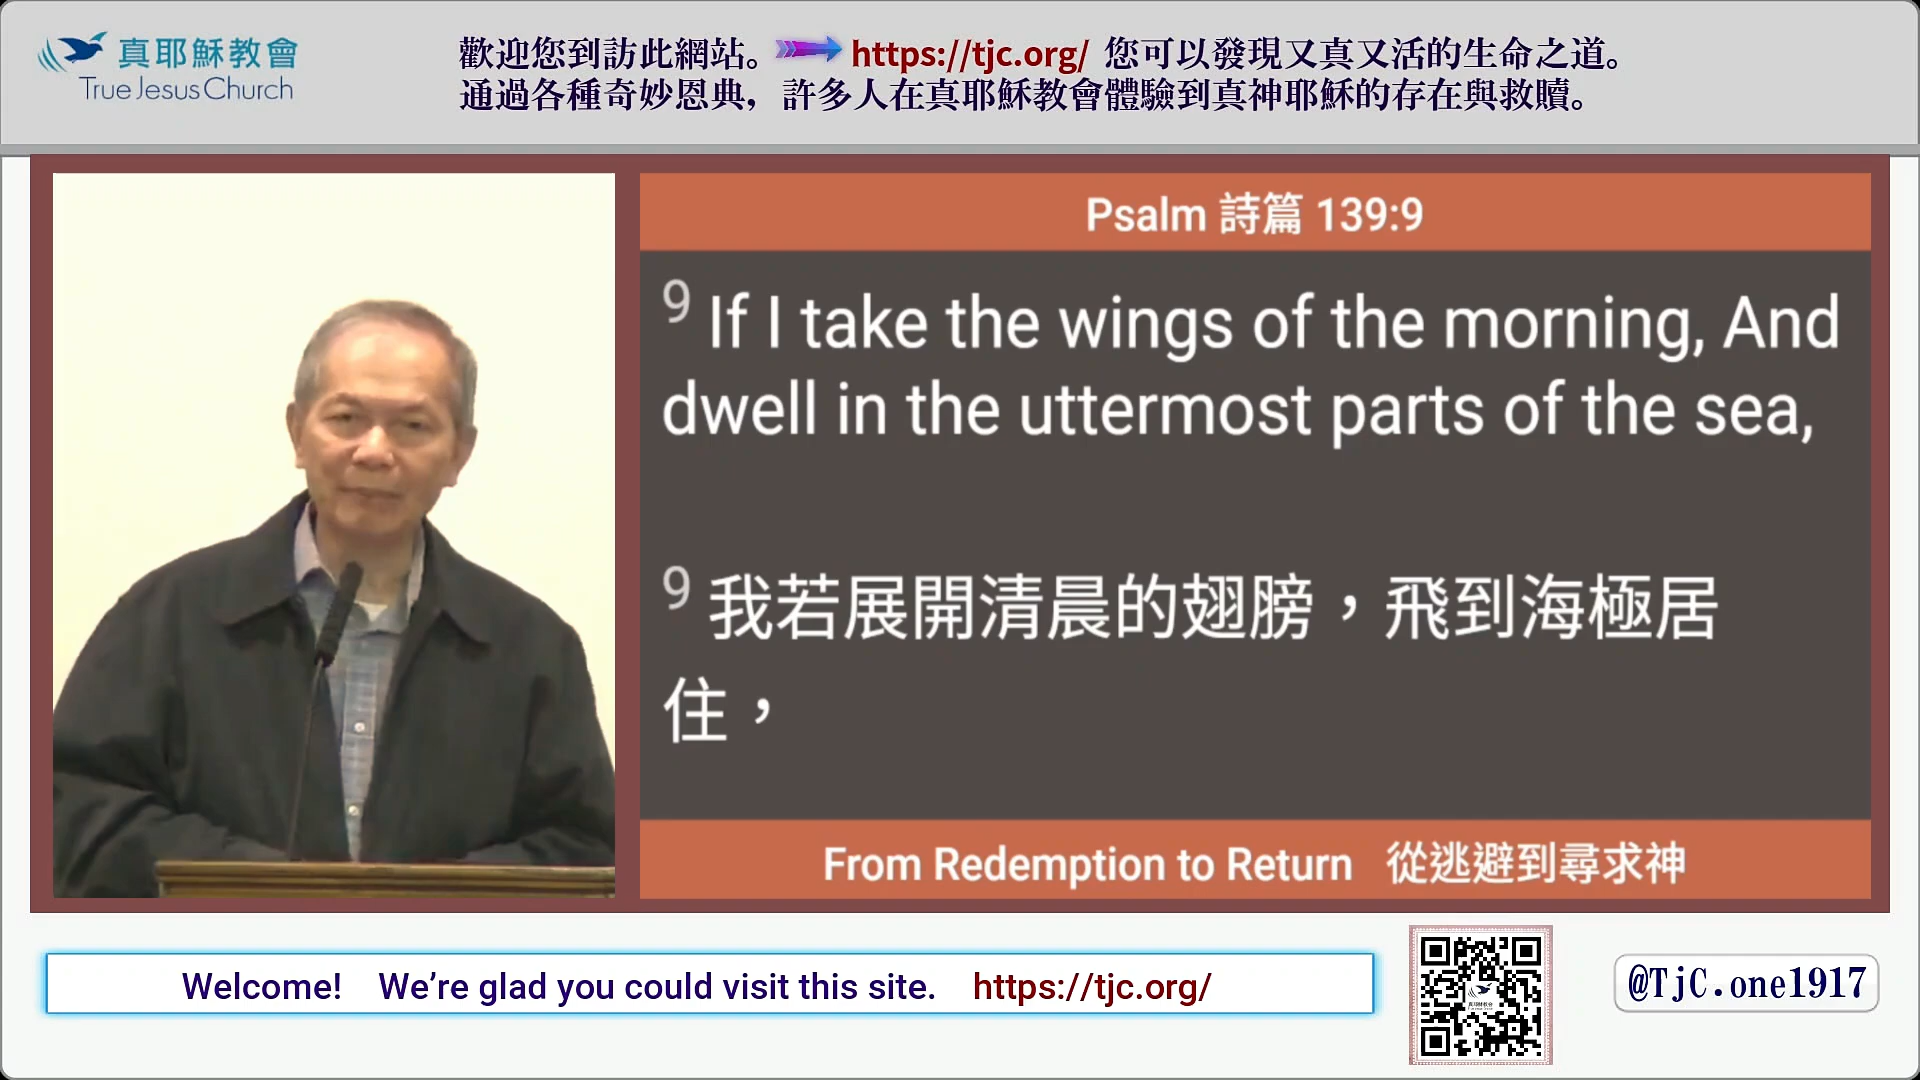 真耶穌教會
True Jesus Church
歡迎您到訪此網站。 https://tjc.org/ 您可以發現又真又活的生命之道。
通過各種奇妙恩典，許多人在真耶穌教會體驗到真神耶穌的存在與救贖。
Psalm 詩篇 139:9
9 If I take the wings of the morning, And
dwell in the uttermost parts of the sea,
9 我若展開清晨的翅膀，飛到海極居
住，
From Redemption to Return 從逃避到尋求神
Welcome! We’re glad you could visit this site. https://tjc.org/
@TjC.one1917